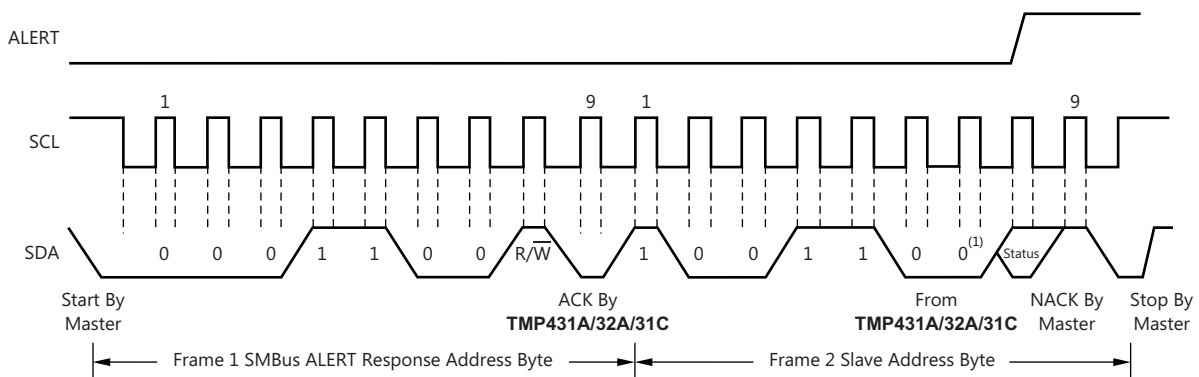 ALERT
1 9 1 9
SCL
SDA 0 0 0 1 1 0 0 R/W 1 0 0 1 1 0 0(1) Status
Start By
Master
ACK By
TMP431A/32A/31C
From
TMP431A/32A/31C
NACK By
Master
Stop By
Master
Frame 1 SMBus ALERT Response Address Byte
Frame 2 Slave Address Byte